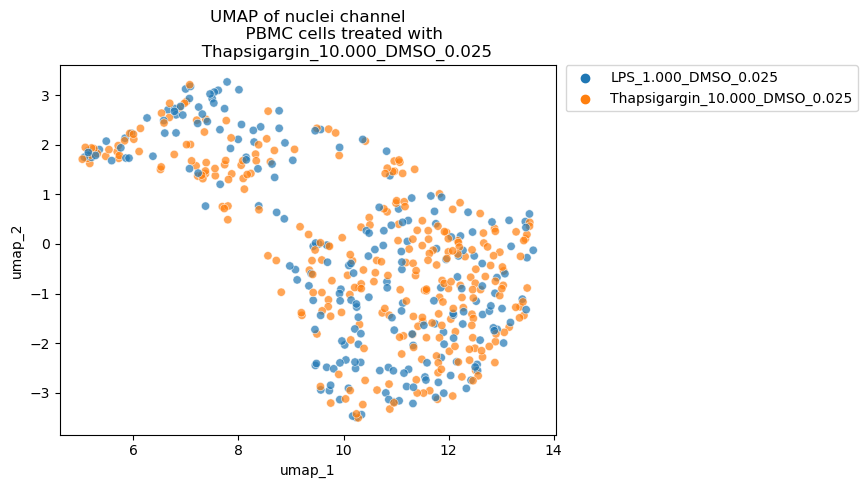 UMAP of nuclei channel
PBMC cells treated with
Thapsigargin_10.000_DMSO_0.025
LPS_1.000_DMSO_0.025
Thapsigargin_10.000_DMSO_0.025
umap_2
3
2
1
0
−1
−2
−3
6
8
10
12
14
umap_1